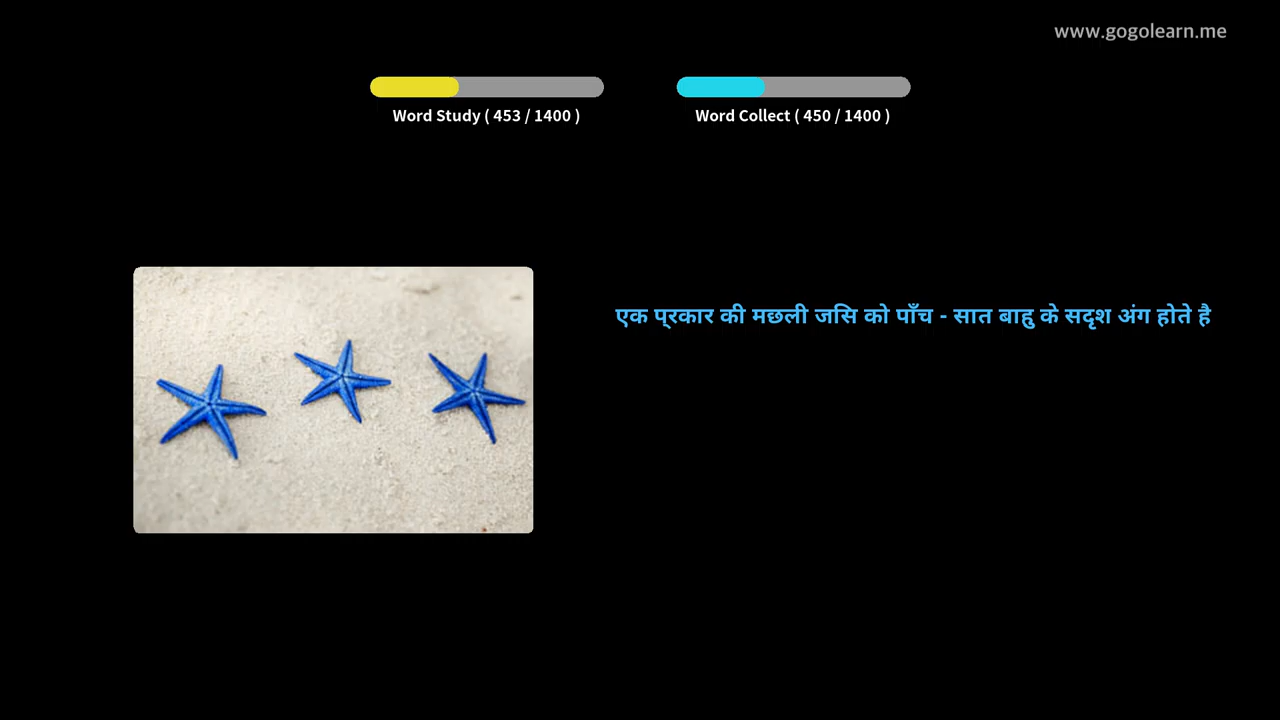 www.gogolearn.me
Word Study ( 453 / 1400 )
Word Collect ( 450 / 1400 )
एक प्रकार की मछली जसि को पाँच - सात बाहु के सदृश अंग होते है